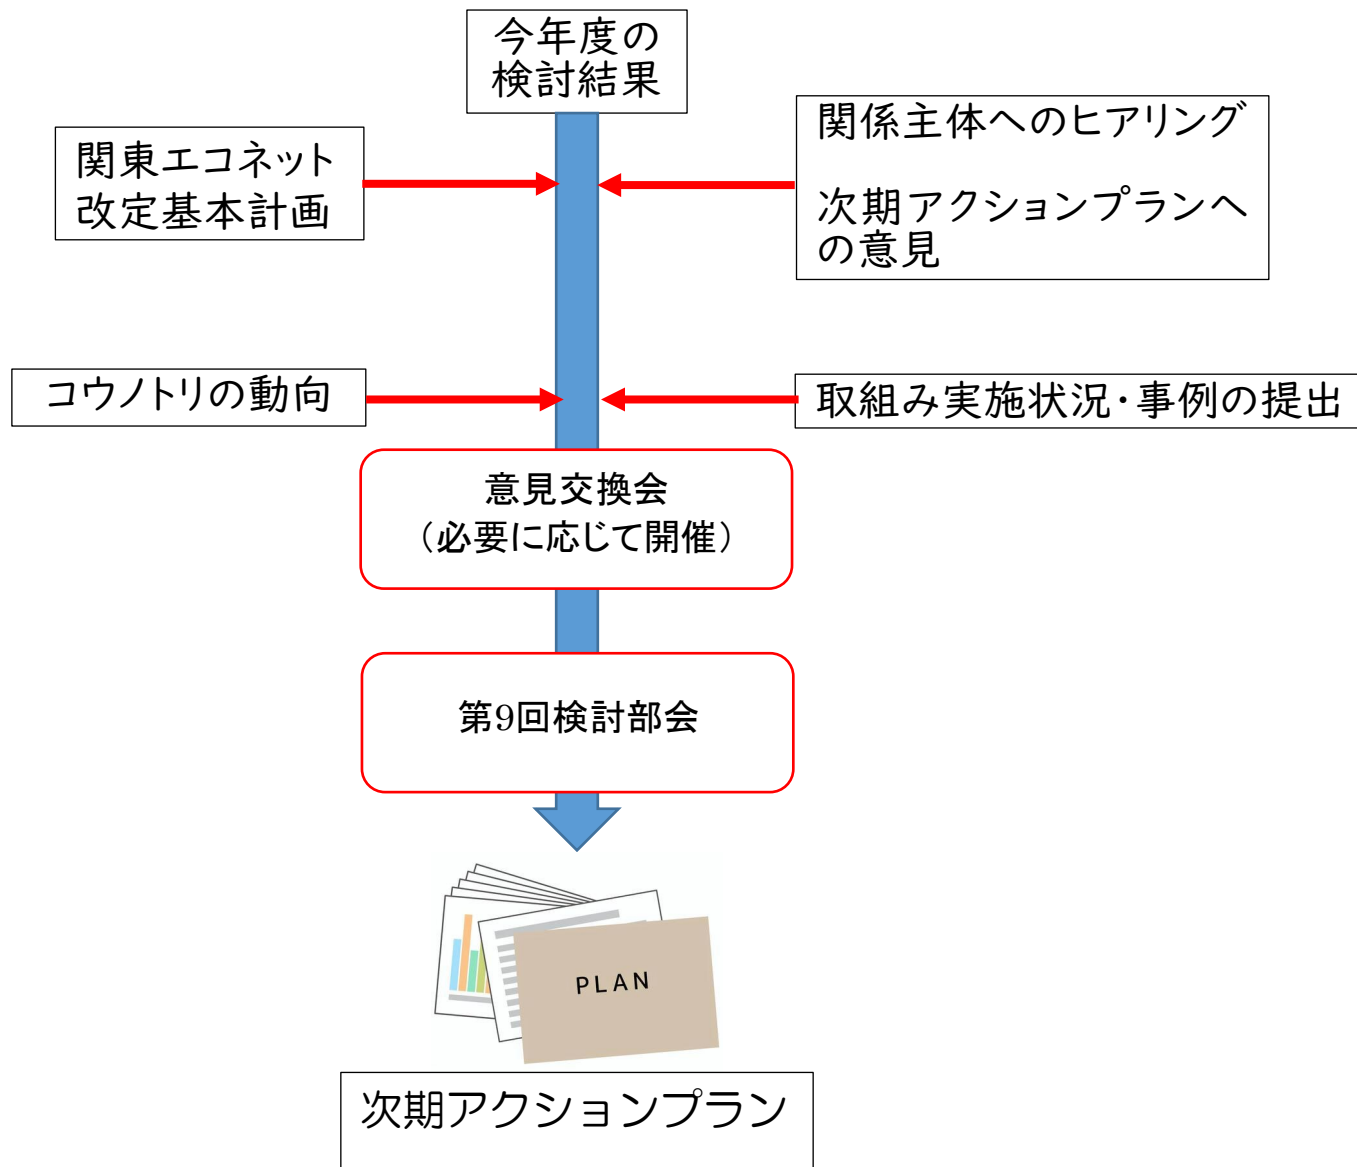 今年度の
検討結果
関東エコネット
改定基本計画
関係主体へのヒアリング
次期アクションプランへ
の意見
コウノトリの動向
取組み実施状況・事例の提出
意見交換会
（必要に応じて開催）
第9回検討部会
PLAN
次期アクションプラン